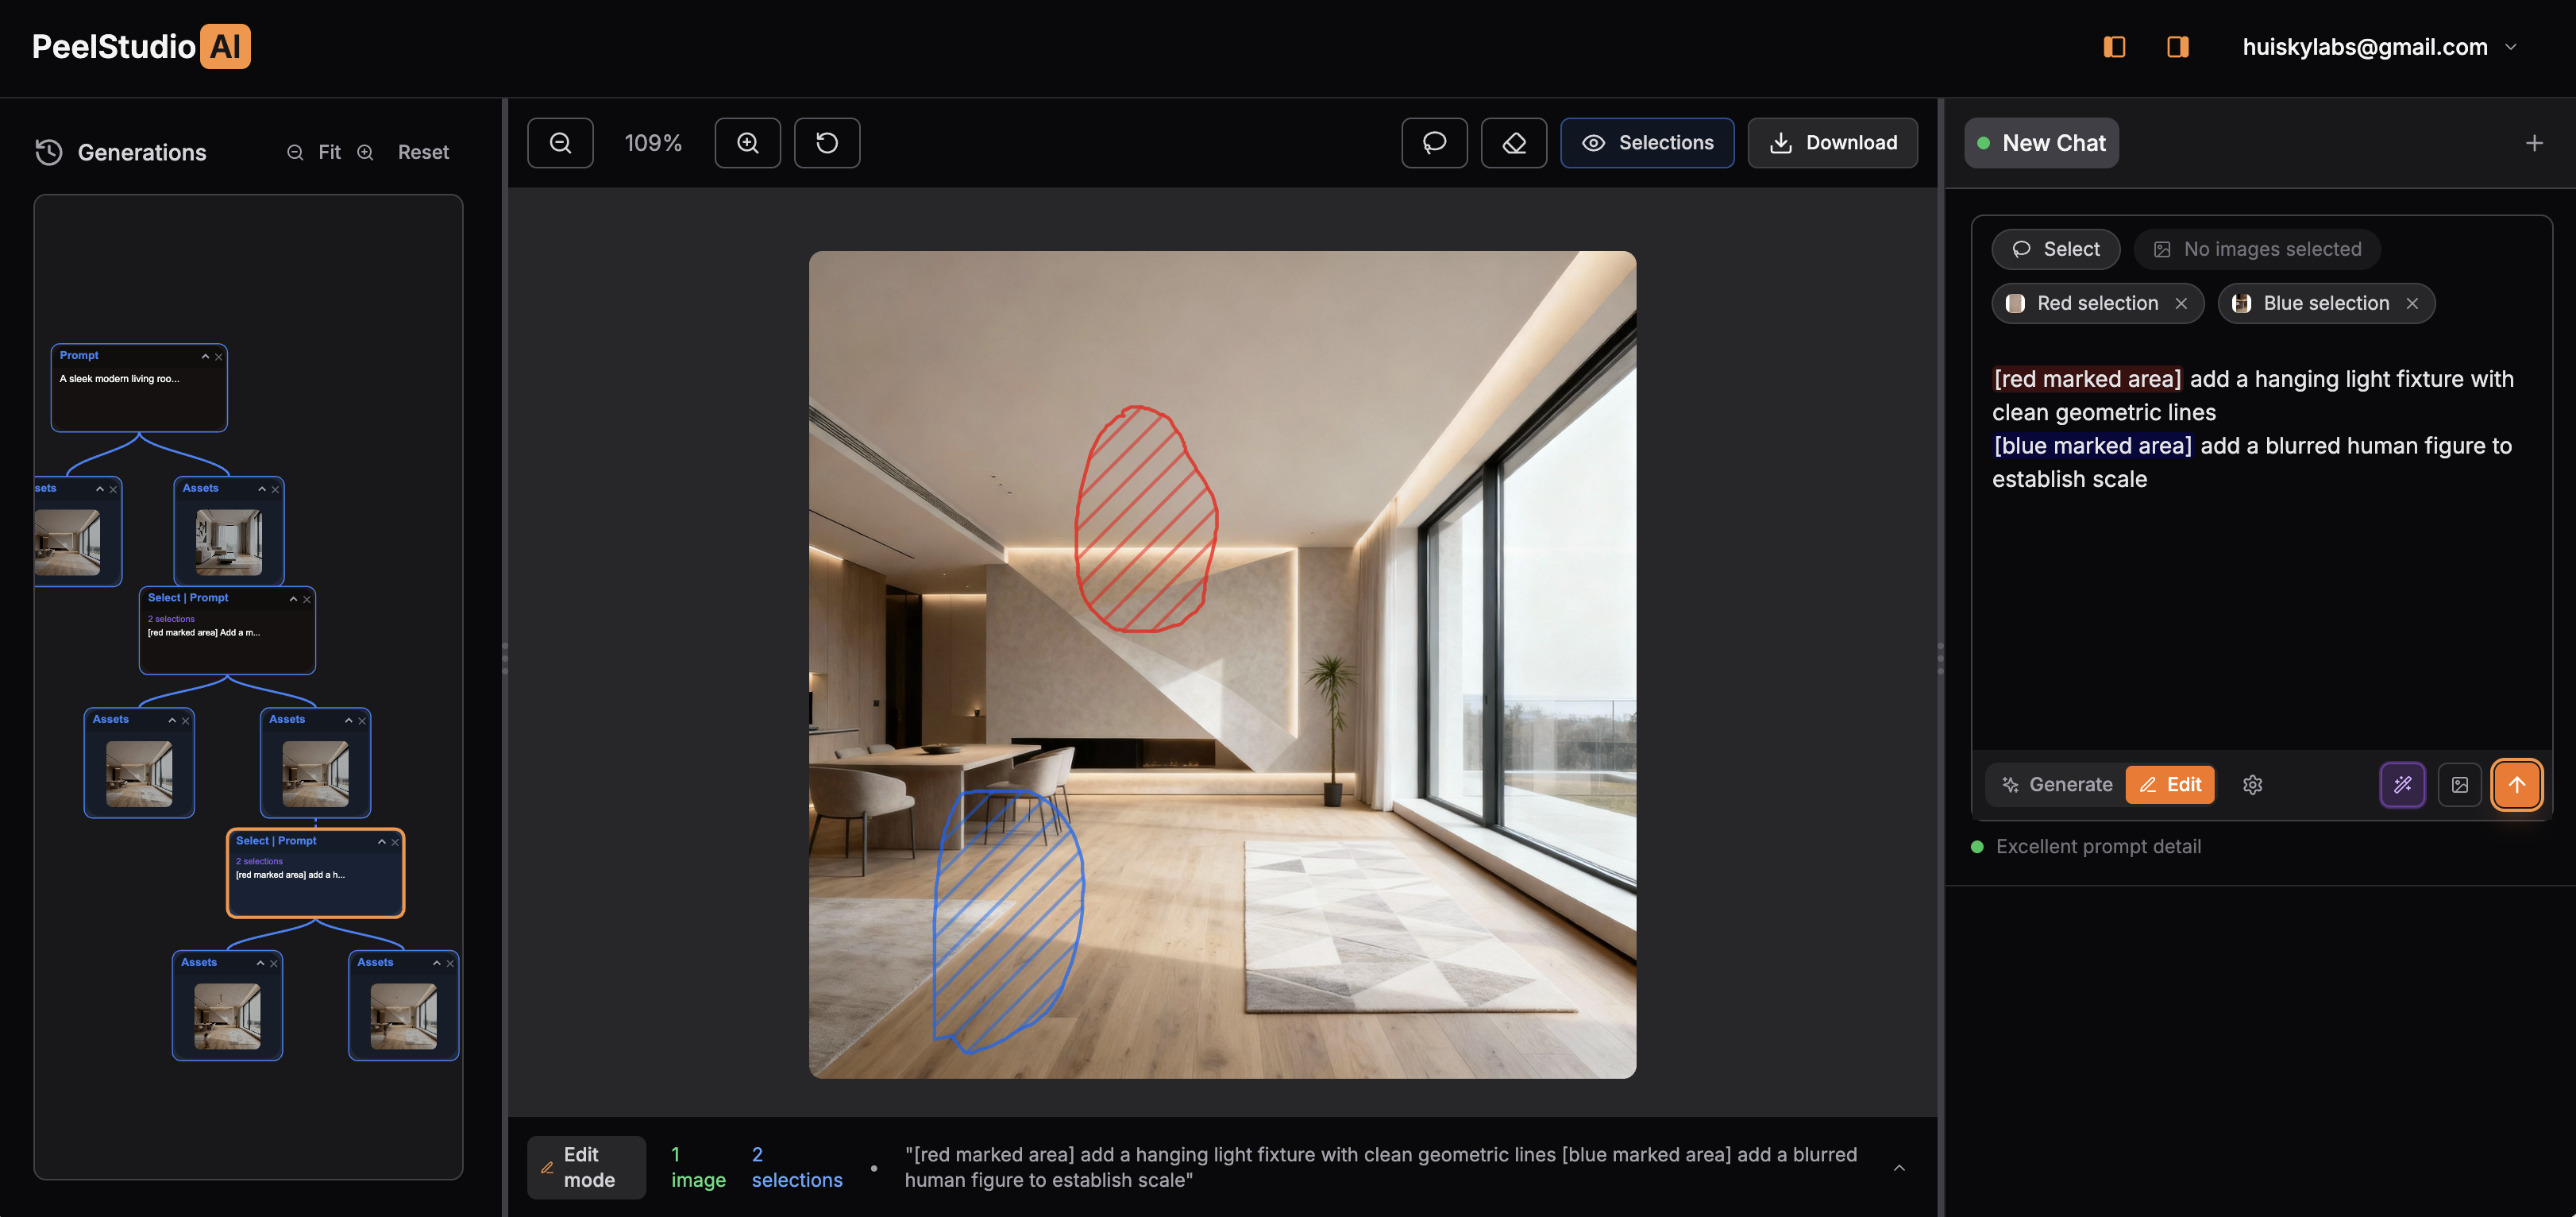 PeelStudio AI
huiskylabs@gmail.com
Generations
Fit
Reset
Prompt
A sleek modern living roo...
sets
Assets
Select | Prompt
2 selections
[red marked area] Add a m...
Assets
Assets
Select | Prompt
2 selections
[red marked area] add a h...
Assets
Assets
109%
Selections
Download
Edit
mode
1
image
2
selections
•
"[red marked area] add a hanging light fixture with clean geometric lines [blue marked area] add a blurred
human figure to establish scale"
New Chat
Select
No images selected
Red selection
Blue selection
[red marked area] add a hanging light fixture with
clean geometric lines
[blue marked area] add a blurred human figure to
establish scale
Generate
Edit
Excellent prompt detail